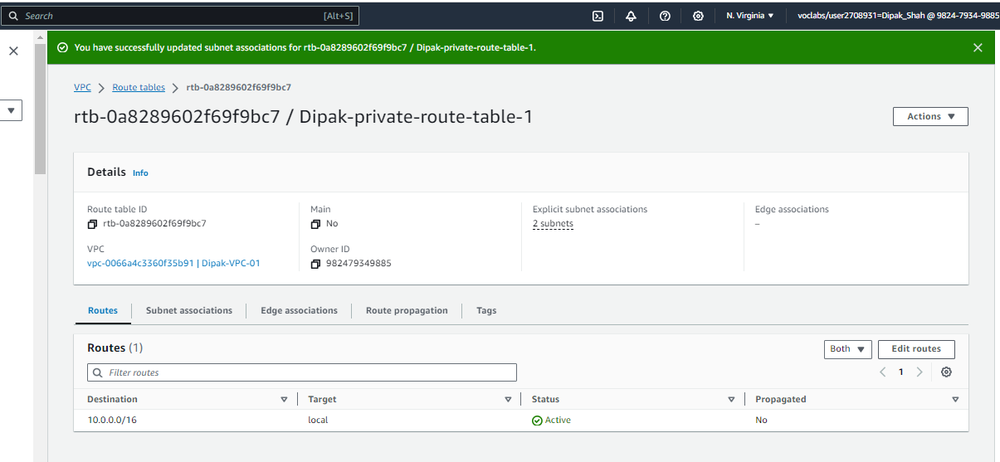 Search [Alt+S] N. Virginia voclabs/user2708931=Dipak_Shah @ 9824-7934-9885
You have successfully updated subnet associations for rtb-0a8289602f69f9bc7 / Dipak-private-route-table-1.
VPC Route tables rtb-0a8289602f69f9bc7
rtb-0a8289602f69f9bc7 / Dipak-private-route-table-1 Actions
Details Info
Route table ID Main Explicit subnet associations Edge associations
rtb-0a8289602f69f9bc7 No 2 subnets –
VPC Owner ID
vpc-0066a4c3360f35b91 | Dipak-VPC-01 982479349885
Routes Subnet associations Edge associations Route propagation Tags
Routes (1) Both Edit routes
Filter routes 1
Destination Target Status Propagated
10.0.0.0/16 local Active No